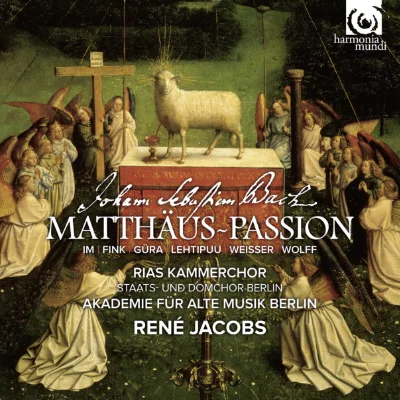 harmonia
mundi
Johann Sebastian Bach
MATTHÄUS~PASSION
IM | FINK | GÜRA | LEHTIPUU | WEISSER | WOLFF
RIAS KAMMERCHOR
STAATS- UND DOMCHOR BERLIN
AKADEMIE FÜR ALTE MUSIK BERLIN
RENÉ JACOBS